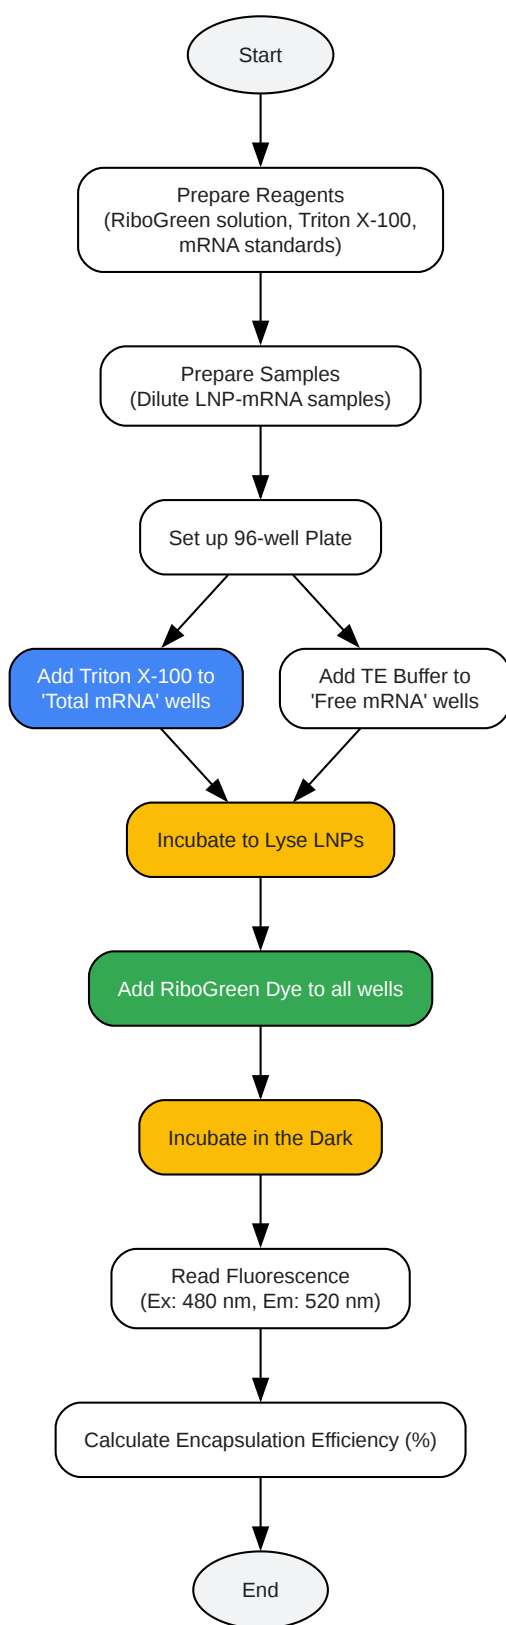 Start
Prepare Reagents
(RiboGreen solution, Triton X-100,
mRNA standards)
Prepare Samples
(Dilute LNP-mRNA samples)
Set up 96-well Plate
Add Triton X-100 to
'Total mRNA' wells
Add TE Buffer to
'Free mRNA' wells
Incubate to Lyse LNPs
Add RiboGreen Dye to all wells
Incubate in the Dark
Read Fluorescence
(Ex: 480 nm, Em: 520 nm)
Calculate Encapsulation Efficiency (%)
End